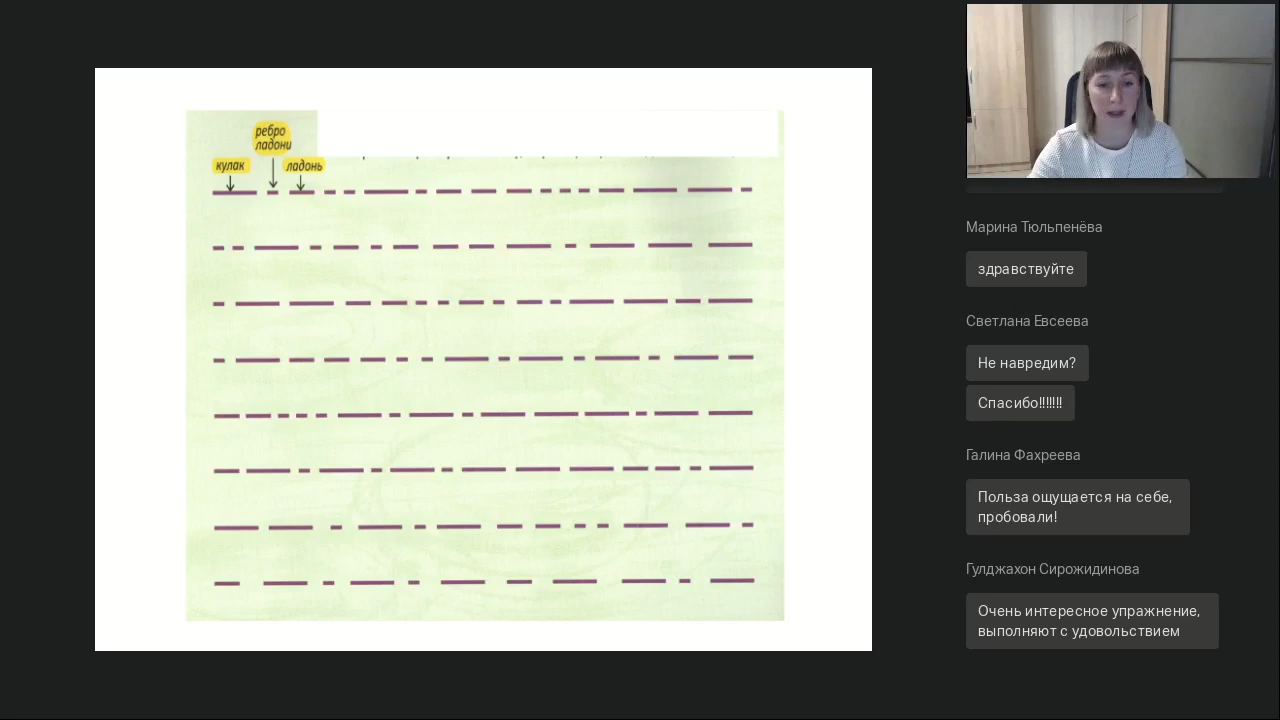 ребро
ладони
кулак
ладонь
Марина Тюльпенёва
здравствуйте
Светлана Евсеева
Не навредим?
Спасибо!!!!!!!
Галина Фахреева
Польза ощущается на себе,
пробовали!
Гулджахон Сирожидинова
Очень интересное упражнение,
выполняют с удовольствием